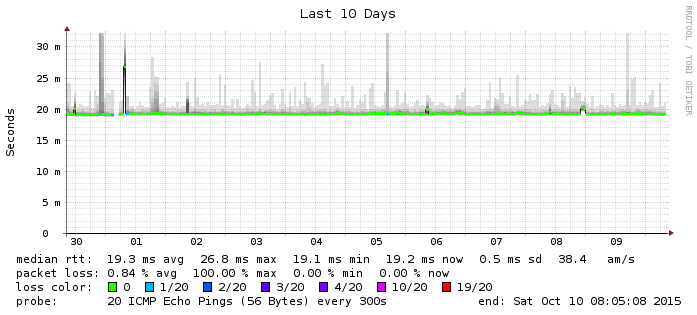 Last 10 Days
RRDTOOL / TOBI OETIKER
Seconds
30 m
25 m
20 m
15 m
10 m
5 m
0
30 01 02 03 04 05 06 07 08 09
median rtt: 19.3 ms avg 26.8 ms max 19.1 ms min 19.2 ms now 0.5 ms sd 38.4 am/s
packet loss: 0.84 % avg 100.00 % max 0.00 % min 0.00 % now
loss color: 0 1/20 2/20 3/20 4/20 10/20 19/20
probe: 20 ICMP Echo Pings (56 Bytes) every 300s end: Sat Oct 10 08:05:08 2015